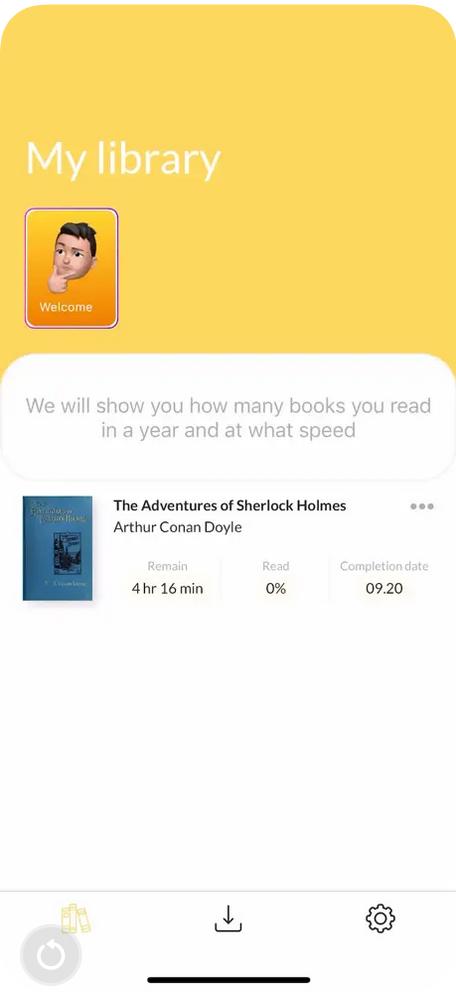 My library
Welcome
We will show you how many books you read
in a year and at what speed
The Adventures of Sherlock Holmes
Arthur Conan Doyle
Remain Read Completion date
4 hr 16 min 0% 09.20